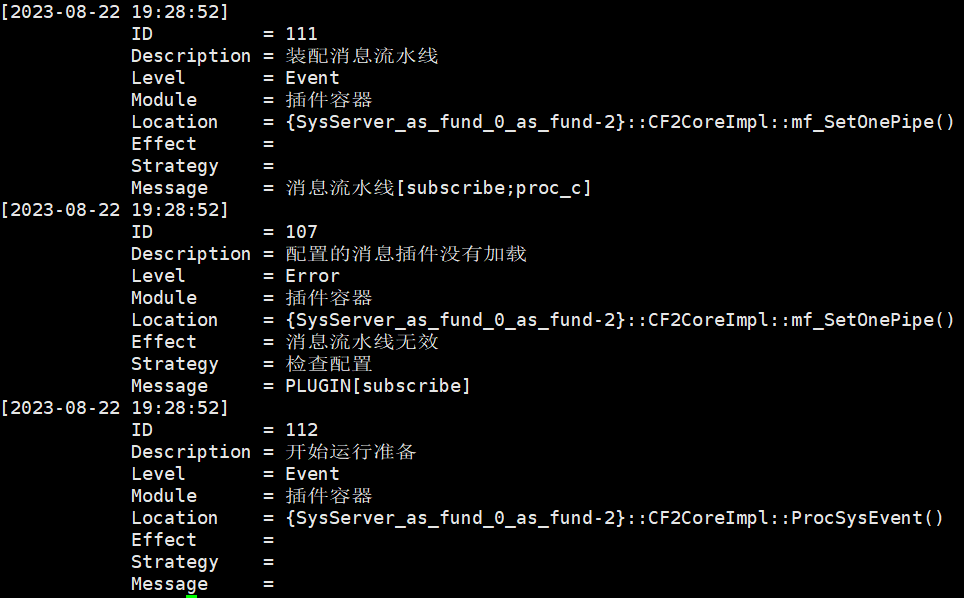 [2023-08-22 19:28:52]
ID = 111
Description = 装配消息流水线
Level = Event
Module = 插件容器
Location = {SysServer_as_fund_0_as_fund-2}::CF2CoreImpl::mf_SetOnePipe()
Effect =
Strategy =
Message = 消息流水线[subscribe;proc_c]
[2023-08-22 19:28:52]
ID = 107
Description = 配置的消息插件没有加载
Level = Error
Module = 插件容器
Location = {SysServer_as_fund_0_as_fund-2}::CF2CoreImpl::mf_SetOnePipe()
Effect = 消息流水线无效
Strategy = 检查配置
Message = PLUGIN[subscribe]
[2023-08-22 19:28:52]
ID = 112
Description = 开始运行准备
Level = Event
Module = 插件容器
Location = {SysServer_as_fund_0_as_fund-2}::CF2CoreImpl::ProcSysEvent()
Effect =
Strategy =
Message =